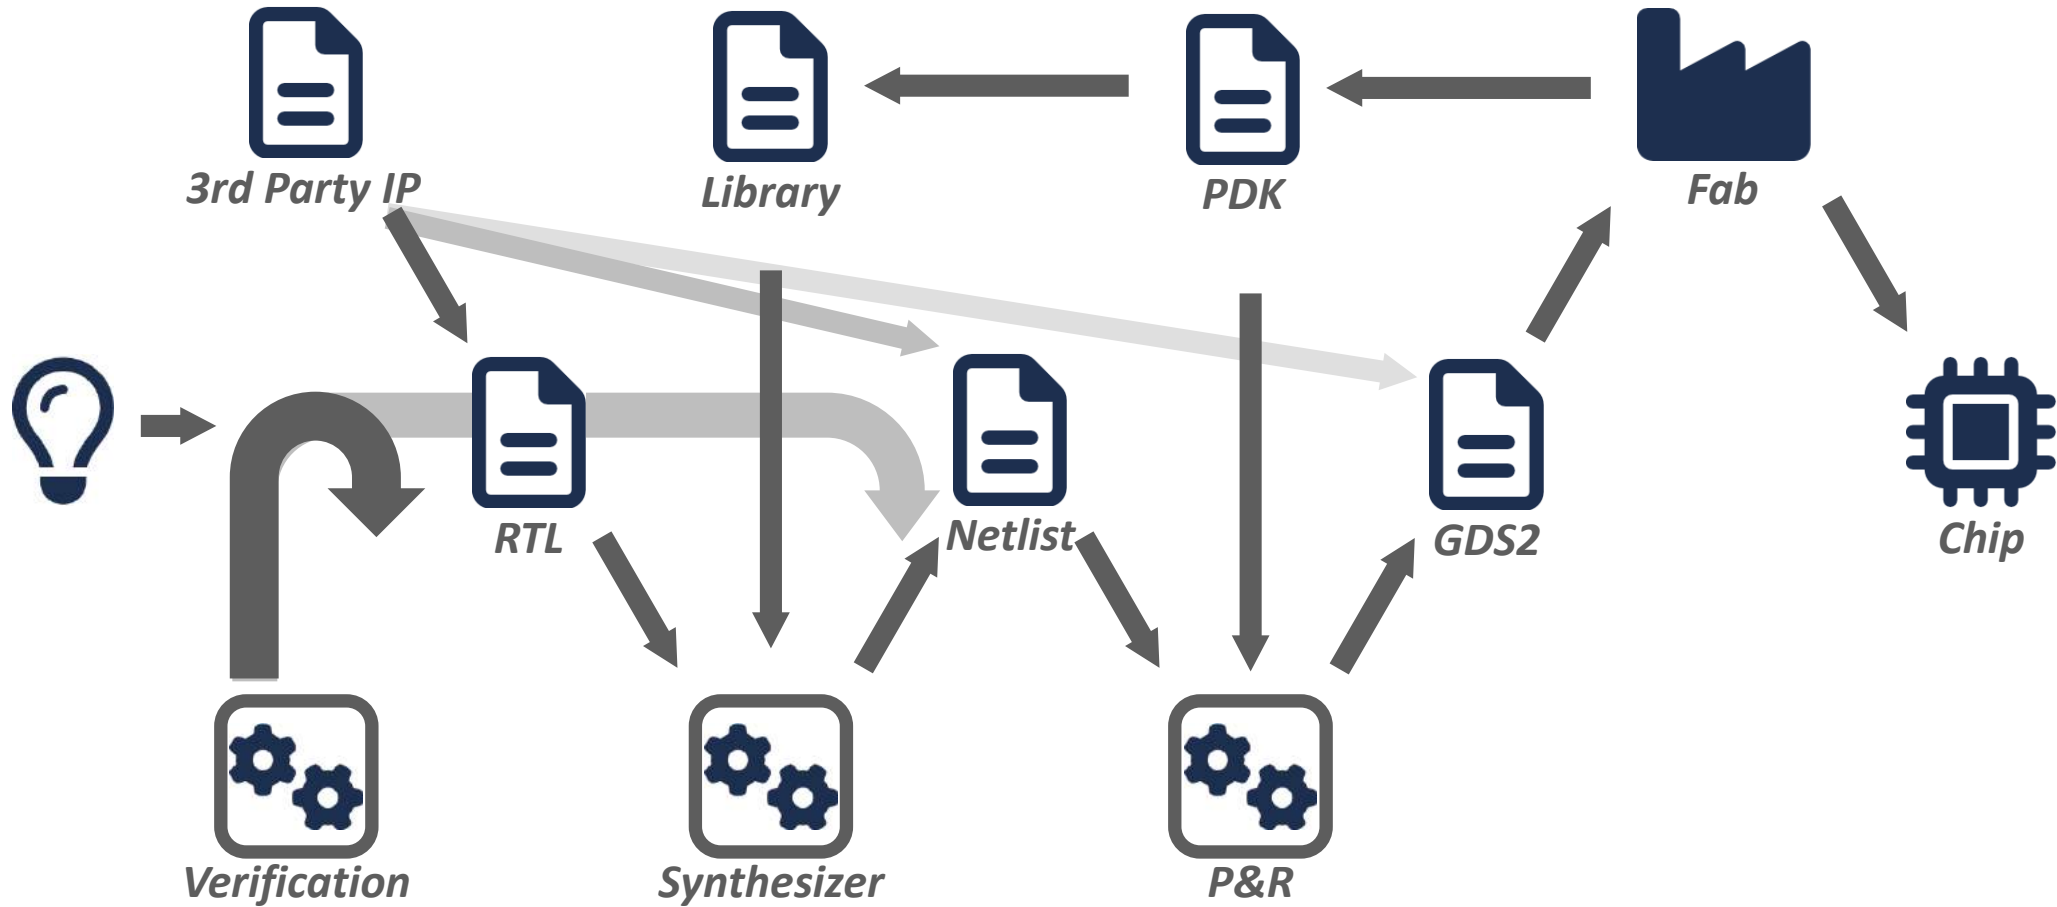 3rd Party IP
Library
PDK
Fab
RTL
Netlist
GDS2
Chip
Verification
Synthesizer
P&R